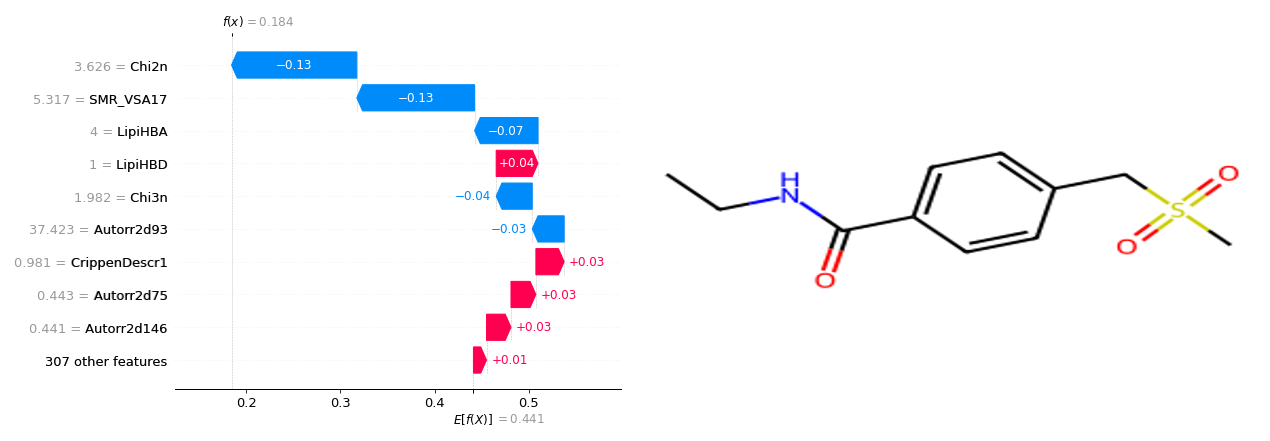 f(x) = 0.184
3.626 = Chi2n −0.13
5.317 = SMR_VSA17 −0.13
4 = LipiHBA −0.07
1 = LipiHBD +0.04
1.982 = Chi3n −0.04
37.423 = Autorr2d93 −0.03
0.981 = CrippenDescr1 +0.03
0.443 = Autorr2d75 +0.03
0.441 = Autorr2d146 +0.03
307 other features +0.01
0.2 0.3 0.4 0.5
E[f(X)] = 0.441
H
N
O
O
S
O